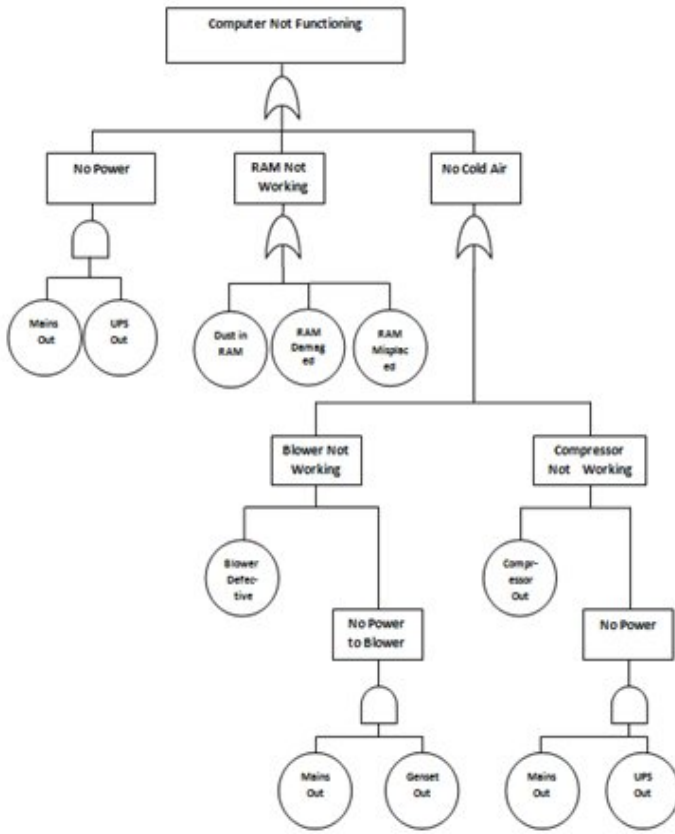 Computer Not Functioning
No Power
RAM Not
Working
No Cold Air
Mains
Out
UPS
Out
Dust in
RAM
RAM
Damag
ed
RAM
Misplac
ed
Blower Not
Working
Compressor
Not Working
Blower
Defec-
tive
Compr-
essor
Out
No Power
to Blower
No Power
Mains
Out
Genset
Out
Mains
Out
UPS
Out